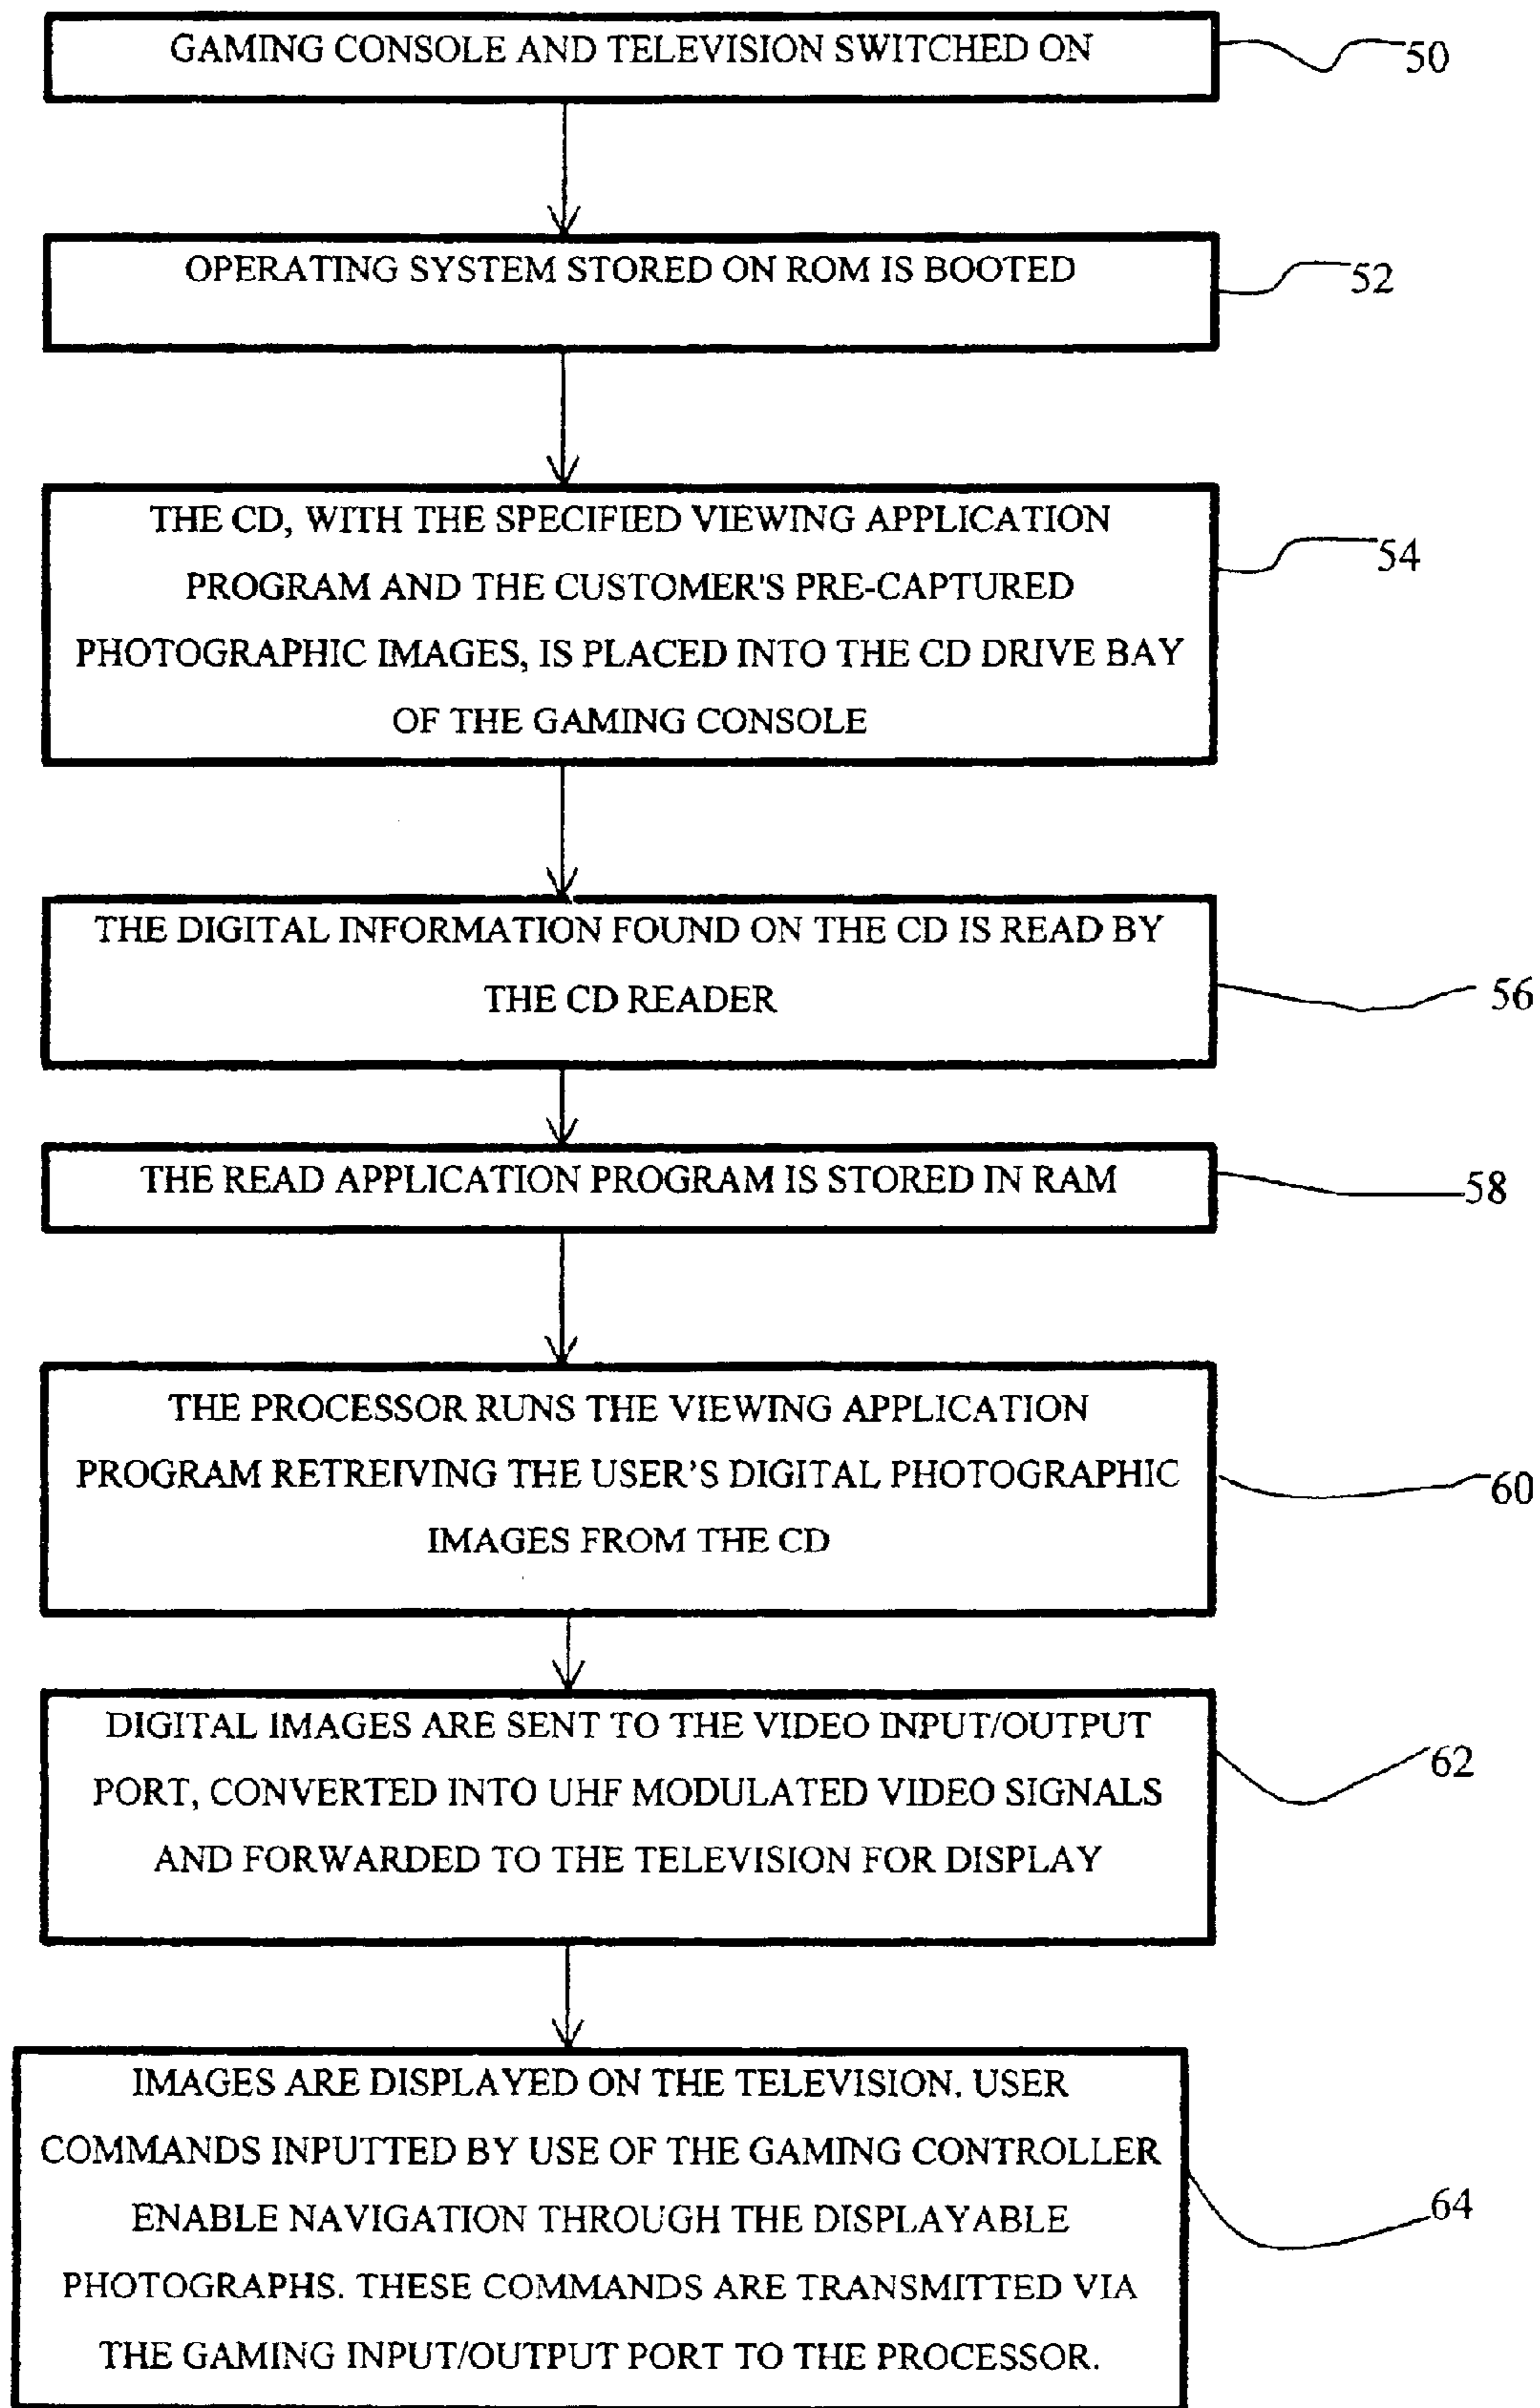 GAMING CONSOLE AND TELEVISION SWITCHED ON
50
OPERATING SYSTEM STORED ON ROM IS BOOTED
52
THE CD, WITH THE SPECIFIED VIEWING APPLICATION
PROGRAM AND THE CUSTOMER'S PRE-CAPTURED
PHOTOGRAPHIC IMAGES, IS PLACED INTO THE CD DRIVE BAY
OF THE GAMING CONSOLE
54
THE DIGITAL INFORMATION FOUND ON THE CD IS READ BY
THE CD READER
56
THE READ APPLICATION PROGRAM IS STORED IN RAM
58
THE PROCESSOR RUNS THE VIEWING APPLICATION
PROGRAM RETREIVING THE USER'S DIGITAL PHOTOGRAPHIC
IMAGES FROM THE CD
60
DIGITAL IMAGES ARE SENT TO THE VIDEO INPUT/OUTPUT
PORT, CONVERTED INTO UHF MODULATED VIDEO SIGNALS
AND FORWARDED TO THE TELEVISION FOR DISPLAY
62
IMAGES ARE DISPLAYED ON THE TELEVISION. USER
COMMANDS INPUTTED BY USE OF THE GAMING CONTROLLER
ENABLE NAVIGATION THROUGH THE DISPLAYABLE
PHOTOGRAPHS. THESE COMMANDS ARE TRANSMITTED VIA
THE GAMING INPUT/OUTPUT PORT TO THE PROCESSOR.
64